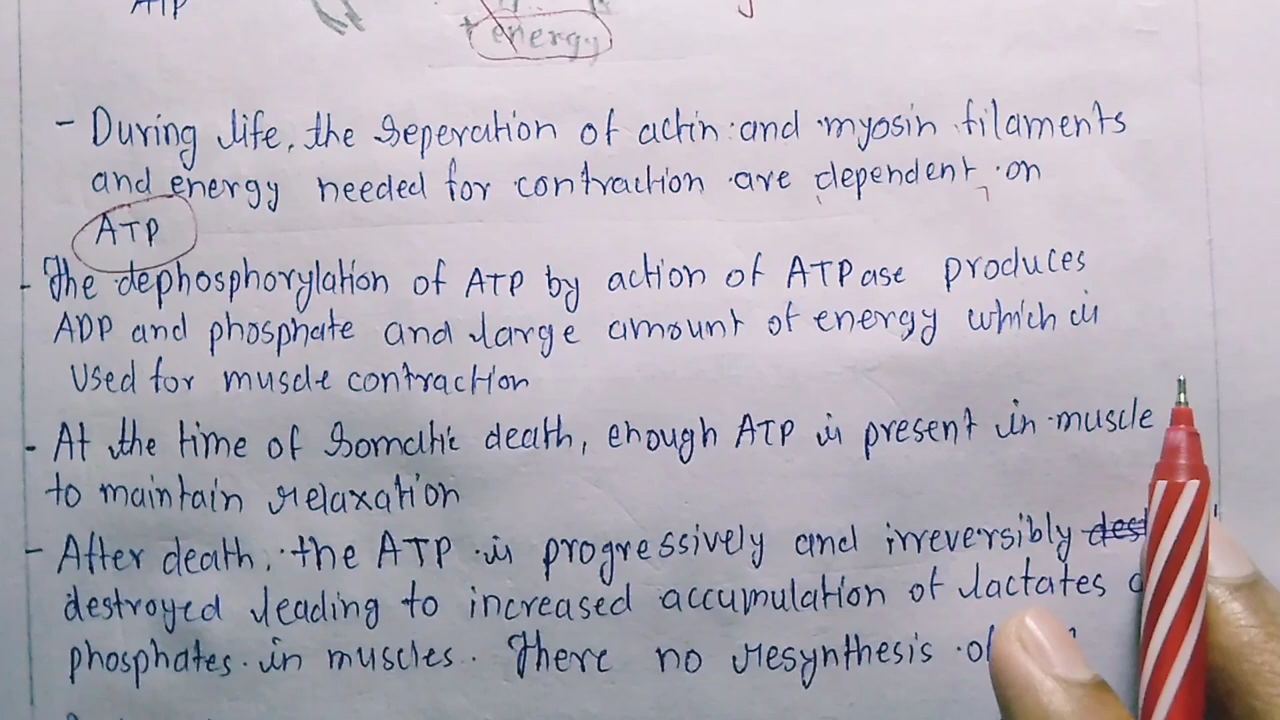 ATP
energy
- During life, the seperation of actin and myosin filaments
and energy needed for contraction are dependent, on
ATP
- The dephosphorylation of ATP by action of ATPase produces
ADP and phosphate and large amount of energy which is
used for muscle contraction
- At the time of Somatic death, enough ATP is present in muscle
to maintain relaxation
- After death, the ATP is progressively and irreversibly
destroyed leading to increased accumulation of lactates
phosphates in muscles. There no resynthesis